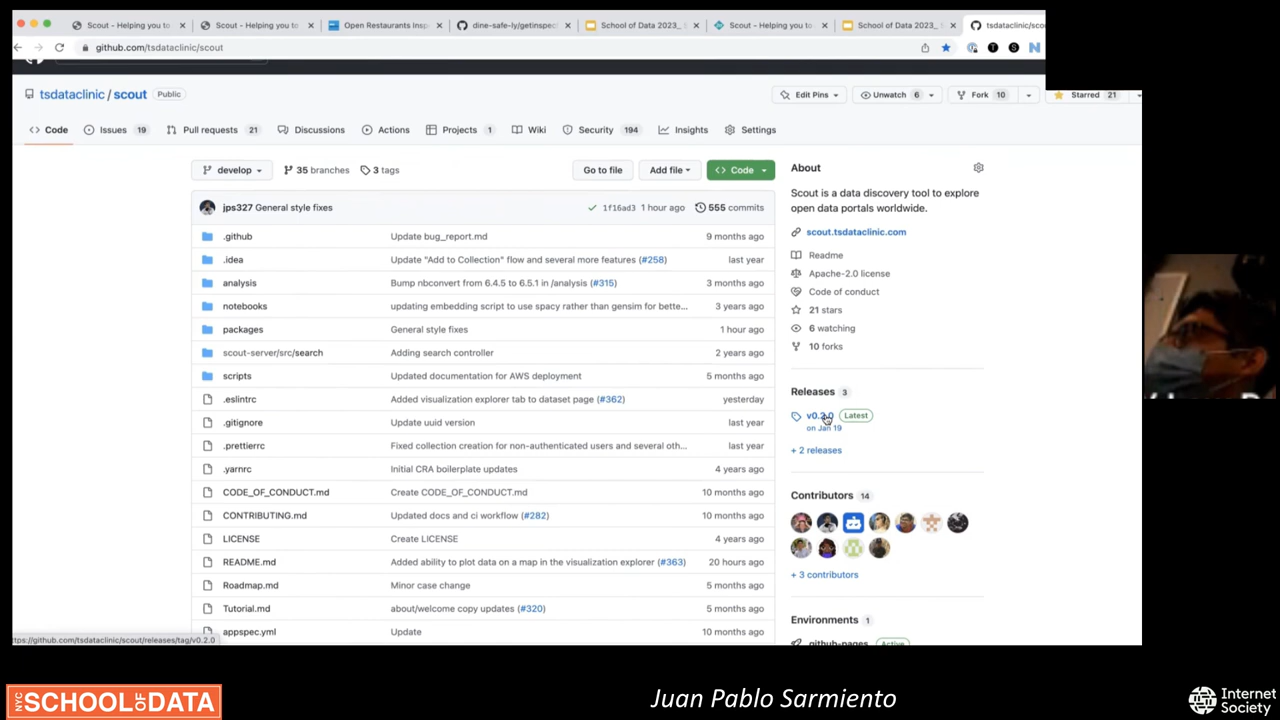 Scout - Helping you to
Scout - Helping you to
Open Restaurants Insp
dine-safe-ly/getinspec
School of Data 2023_
Scout - Helping you to
School of Data 2023_
tsdataclinic/scout
github.com/tsdataclinic/scout
tsdataclinic / scout
Public
Edit Pins
Unwatch 6
Fork 10
Starred 21
Code
Issues 19
Pull requests 21
Discussions
Actions
Projects 1
Wiki
Security 194
Insights
Settings
develop
35 branches
3 tags
Go to file
Add file
Code
jps327 General style fixes
1f16ad3 1 hour ago
555 commits
.github Update bug_report.md 9 months ago
.idea Update "Add to Collection" flow and several more features (#258) last year
analysis Bump nbconvert from 6.4.5 to 6.5.1 in /analysis (#315) 3 months ago
notebooks updating embedding script to use spacy rather than gensim for bette... 3 years ago
packages General style fixes 1 hour ago
scout-server/src/search Adding search controller 2 years ago
scripts Updated documentation for AWS deployment 5 months ago
.eslintrc Added visualization explorer tab to dataset page (#362) yesterday
.gitignore Update uuid version last year
.prettierrc Fixed collection creation for non-authenticated users and several oth... last year
.yarnrc Initial CRA boilerplate updates 4 years ago
CODE_OF_CONDUCT.md Create CODE_OF_CONDUCT.md 10 months ago
CONTRIBUTING.md Updated docs and ci workflow (#282) 10 months ago
LICENSE Create LICENSE 4 years ago
README.md Added ability to plot data on a map in the visualization explorer (#363) 20 hours ago
Roadmap.md Minor case change 5 months ago
Tutorial.md about/welcome copy updates (#320) 5 months ago
appspec.yml Update 10 months ago
About
Scout is a data discovery tool to explore
open data portals worldwide.
scout.tsdataclinic.com
Readme
Apache-2.0 license
Code of conduct
21 stars
6 watching
10 forks
Releases 3
v0.2.0 Latest
on Jan 19
+ 2 releases
Contributors 14
+ 3 contributors
Environments 1
github-pages Active
ttps://github.com/tsdataclinic/scout/releases/tag/v0.2.0
NYC SCHOOL OF DATA
Juan Pablo Sarmiento
Internet
Society